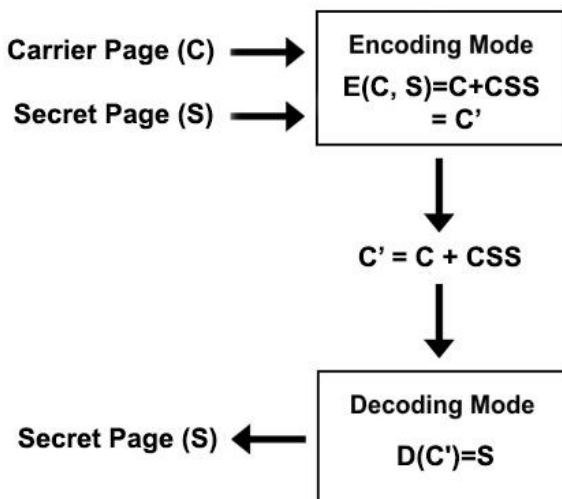 Carrier Page (C)
Secret Page (S)
Encoding Mode
E(C, S)=C+CSS
= C’
C’ = C + CSS
Decoding Mode
D(C')=S
Secret Page (S)